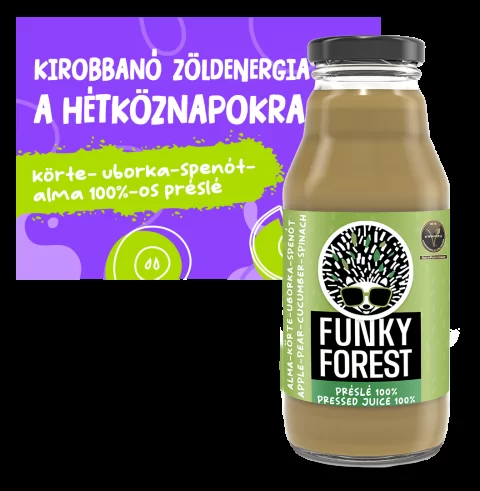 KIROBBANÓ ZÖLDENERGIA
A HÉTKÖZNAPOKRA
körte- uborka-spenót-
alma 100%-os préslé
ALMA-KÖRTE-UBORKA-SPENÓT
APPLE-PEAR-CUCUMBER-SPINACH
FUNKY
FOREST
PRÉSLÉ 100%
PRESSED JUICE 100%